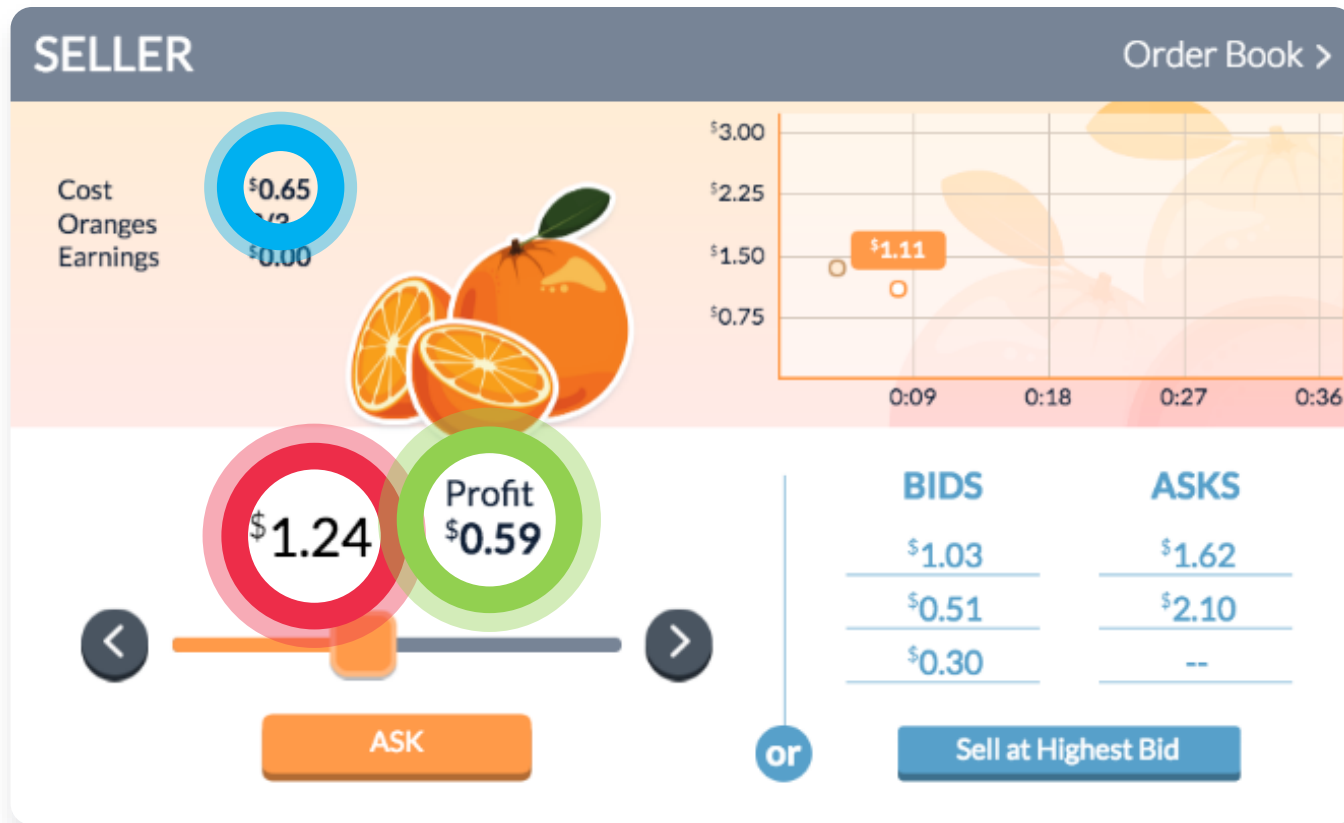 SELLER
Order Book >
Cost $0.65
Oranges
Earnings $0.00
$3.00
$2.25
$1.50
$0.75
$1.11
0:09 0:18 0:27 0:36
$1.24
Profit
$0.59
ASK
or
BIDS ASKS
$1.03 $1.62
$0.51 $2.10
$0.30 --
Sell at Highest Bid